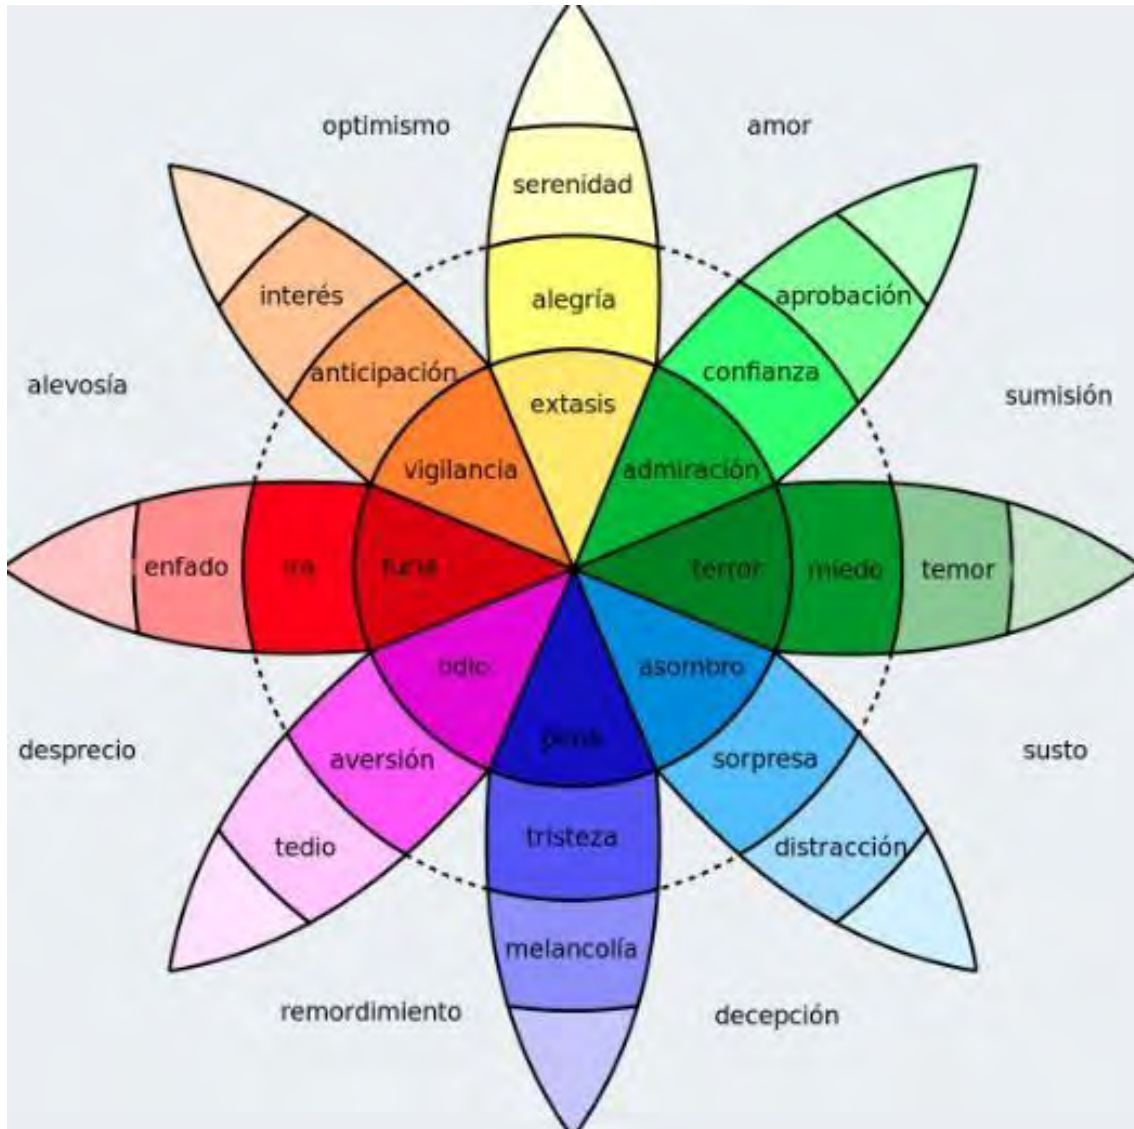 optimismo
amor
serenidad
interés
alegría
aprobación
anticipación
confianza
alevosía
extasis
sumisión
vigilancia
admiración
enfado
ira
furia
terror
miedo
temor
odio
asombro
desprecio
aversión
pena
sorpresa
susto
tedio
tristeza
distracción
melancolía
remordimiento
decepción